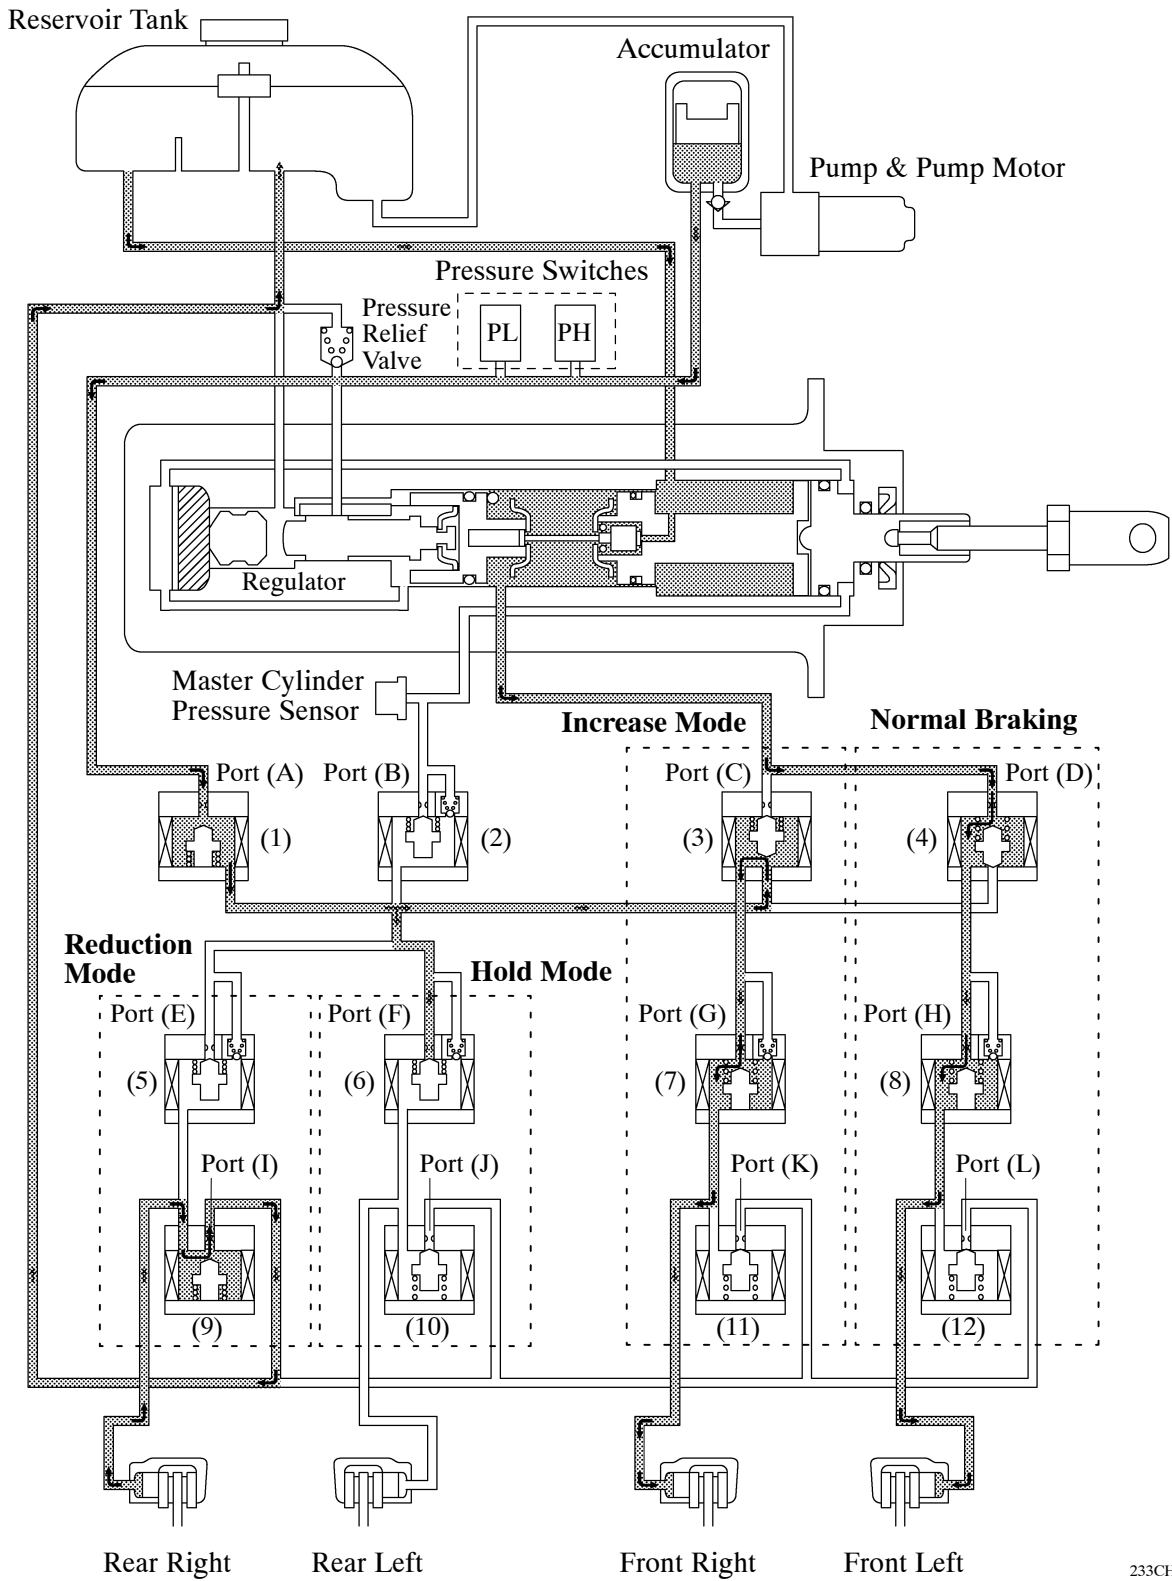 Reservoir Tank
Accumulator
Pump & Pump Motor
Pressure Switches
Pressure
Relief
Valve
PL
PH
Regulator
Master Cylinder
Pressure Sensor
Increase Mode
Normal Braking
Port (A)
Port (B)
Port (C)
Port (D)
(1)
(2)
(3)
(4)
Reduction
Mode
Hold Mode
Port (E)
Port (F)
Port (G)
Port (H)
(5)
(6)
(7)
(8)
Port (I)
Port (J)
Port (K)
Port (L)
(9)
(10)
(11)
(12)
Rear Right
Rear Left
Front Right
Front Left